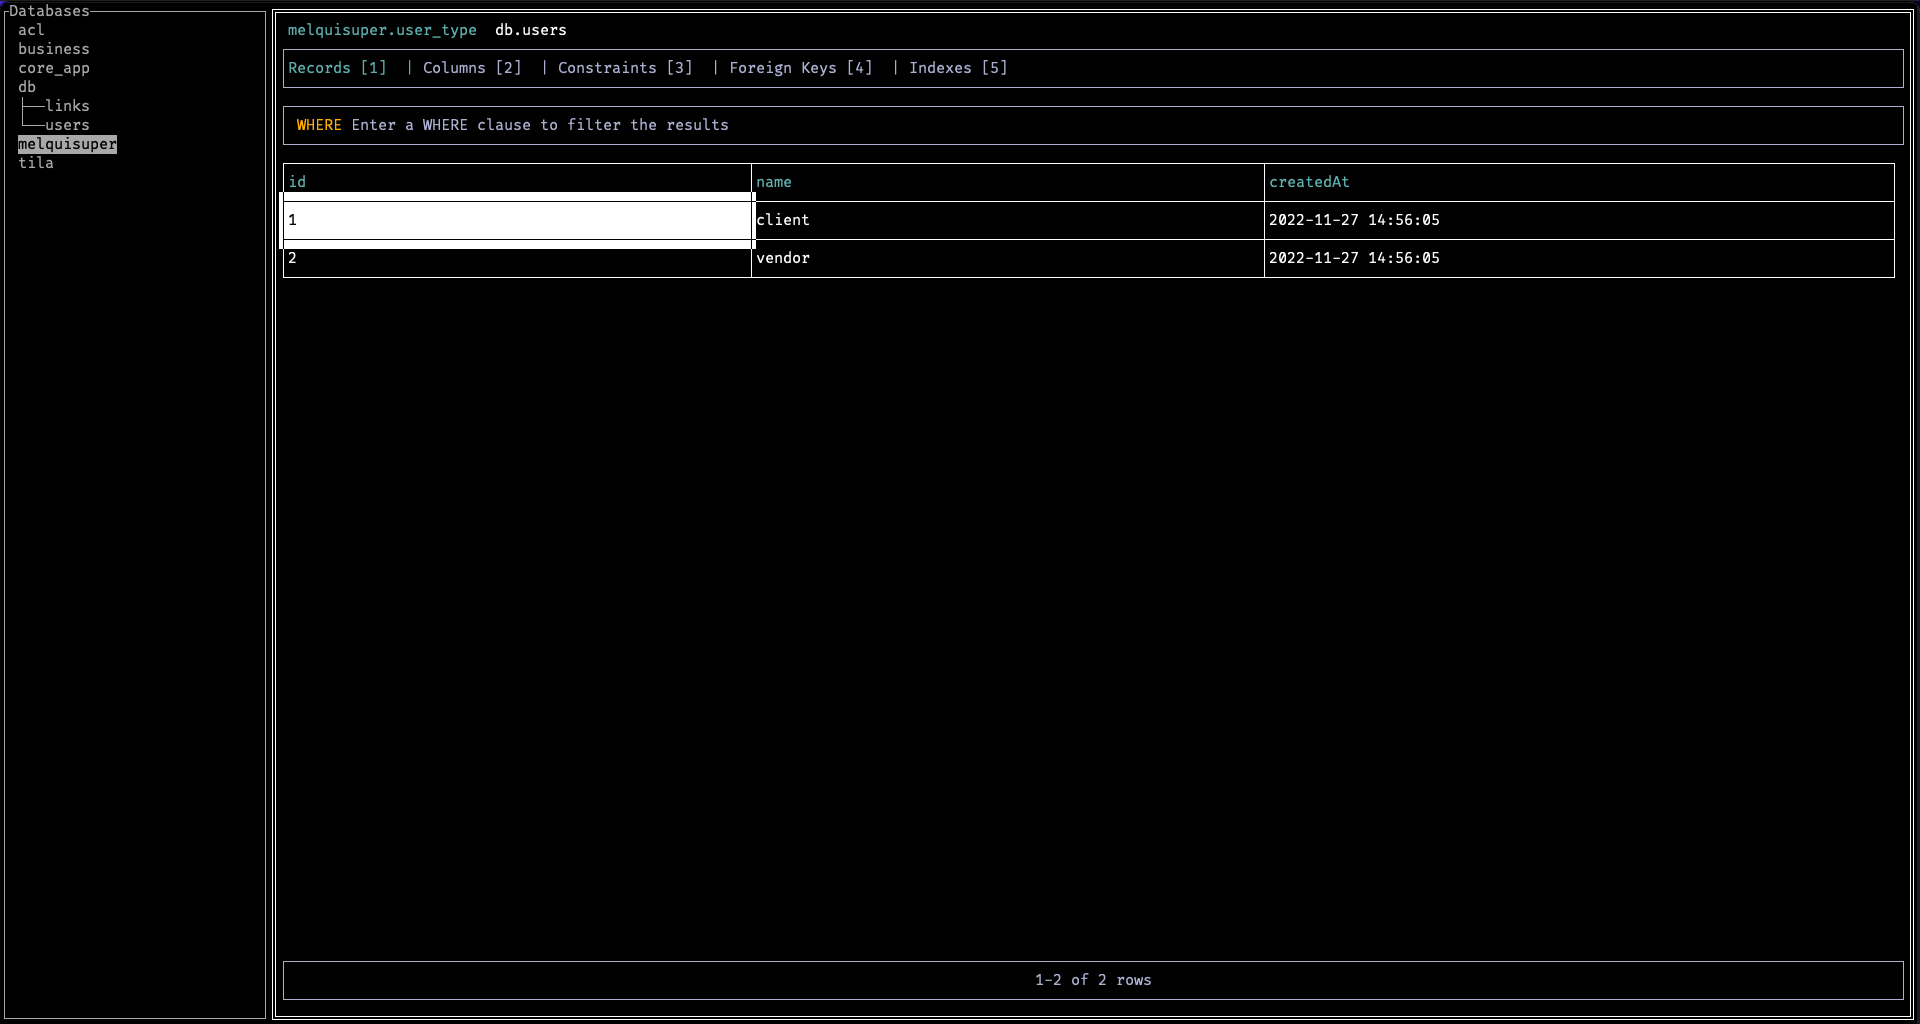 Databases
acl
business
core_app
db
links
users
melquisuper
tila
melquisuper.user_type db.users
Records [1] | Columns [2] | Constraints [3] | Foreign Keys [4] | Indexes [5]
WHERE Enter a WHERE clause to filter the results
id name createdAt
1 client 2022-11-27 14:56:05
2 vendor 2022-11-27 14:56:05
1-2 of 2 rows